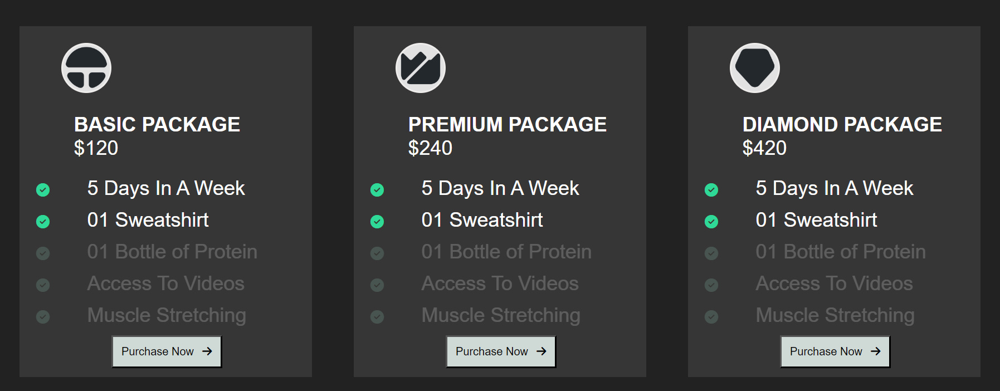 BASIC PACKAGE
$120
5 Days In A Week
01 Sweatshirt
01 Bottle of Protein
Access To Videos
Muscle Stretching
Purchase Now
PREMIUM PACKAGE
$240
5 Days In A Week
01 Sweatshirt
01 Bottle of Protein
Access To Videos
Muscle Stretching
Purchase Now
DIAMOND PACKAGE
$420
5 Days In A Week
01 Sweatshirt
01 Bottle of Protein
Access To Videos
Muscle Stretching
Purchase Now